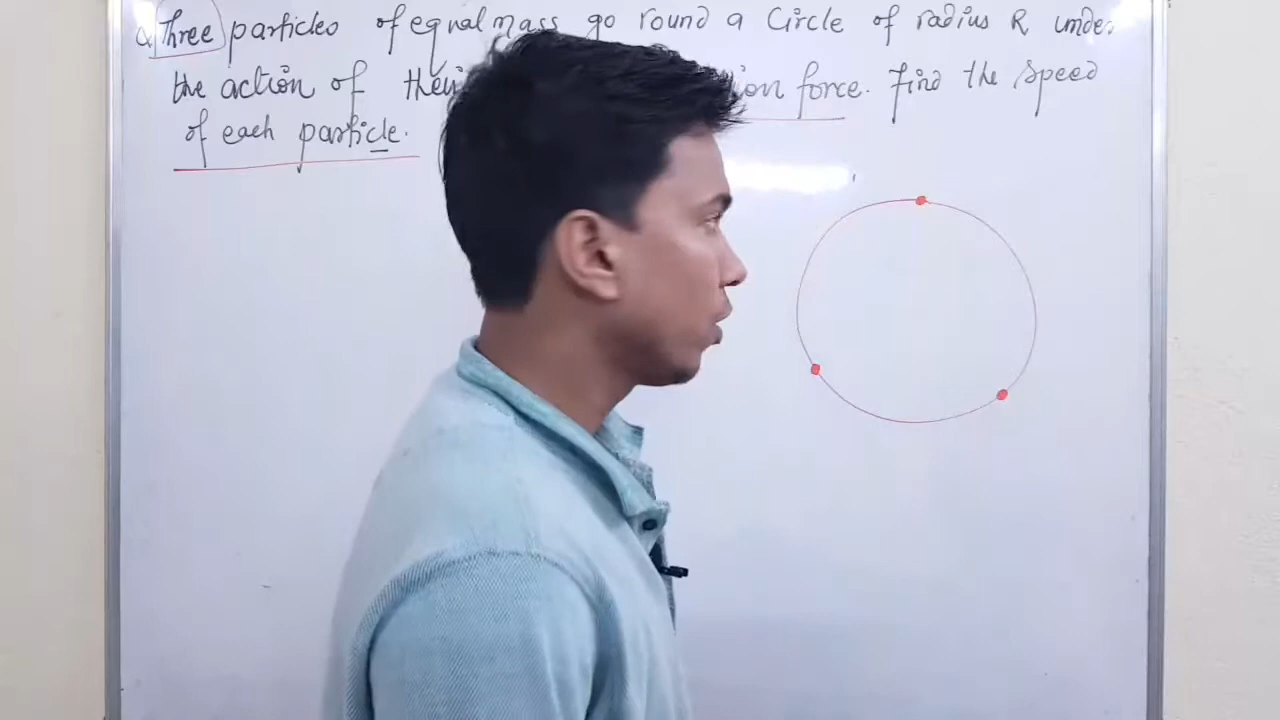 Q Three particles of equal mass go round a Circle of radius R under
the action of their ion force. find the speed
of each particle.